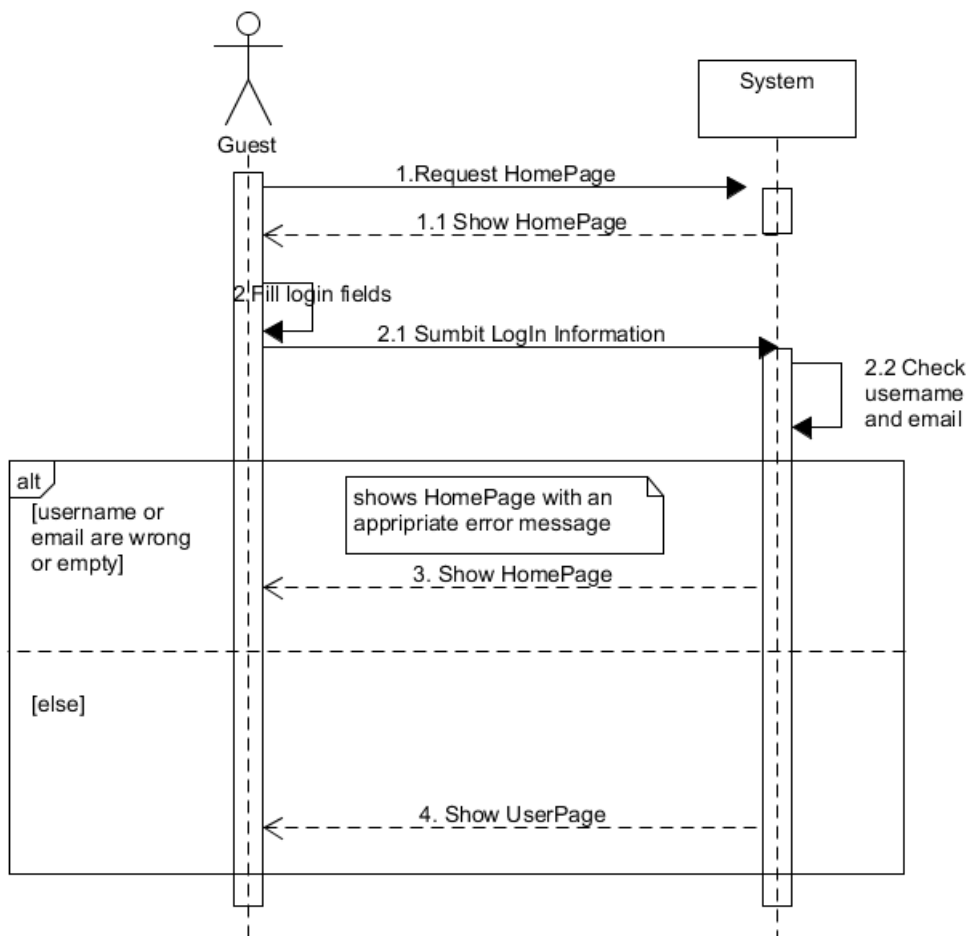 System
Guest
1.Request HomePage
1.1 Show HomePage
2.Fill login fields
2.1 Sumbit LogIn Information
2.2 Check
username
and email
alt
[username or
email are wrong
or empty]
shows HomePage with an
appripriate error message
3. Show HomePage
[else]
4. Show UserPage